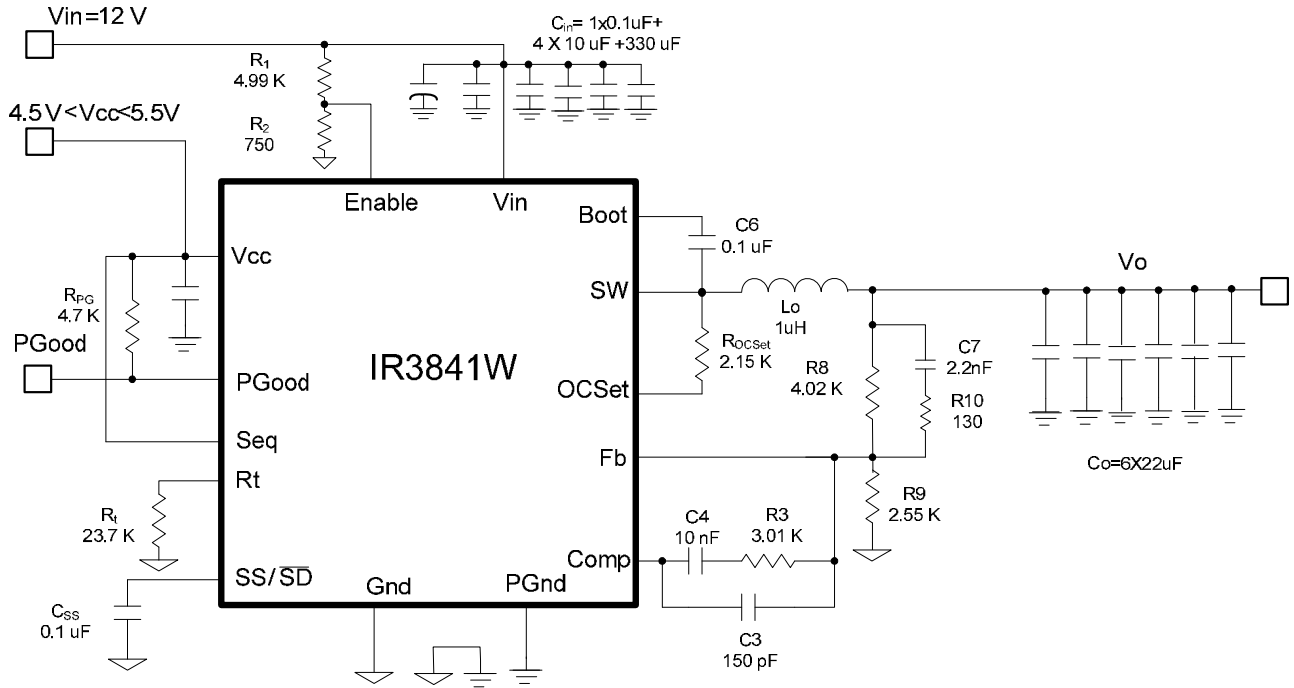 Vin=12 V
Cin= 1x0.1uF+
4 X 10 uF +330 uF
R1
4.99 K
4.5V<Vcc<5.5V
R2
750
Enable
Vin
Boot
C6
0.1 uF
Vcc
Vo
SW
Lo
1uH
RPG
4.7 K
PGood
ROCSet
2.15 K
C7
2.2nF
R8
4.02 K
IR3841W
PGood
OCSet
R10
130
Seq
Fb
Co=6X22uF
Rt
R9
2.55 K
Rt
23.7 K
C4
10 nF
R3
3.01 K
Comp
SS/SD
Gnd
PGnd
CSS
0.1 uF
C3
150 pF